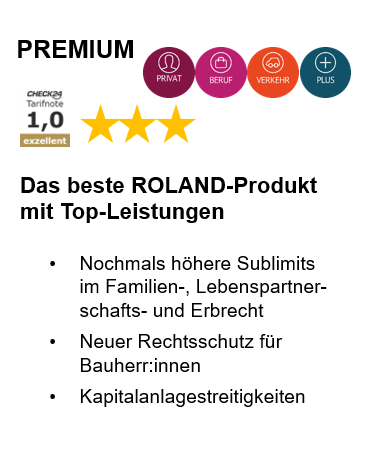 PREMIUM
PRIVAT
BERUF
VERKEHR
PLUS
CHECK24
Tarifnote
1,0
exzellent
Das beste ROLAND-Produkt
mit Top-Leistungen
• Nochmals höhere Sublimits
im Familien-, Lebenspartner-
schafts- und Erbrecht
• Neuer Rechtsschutz für
Bauherr:innen
• Kapitalanlagestreitigkeiten